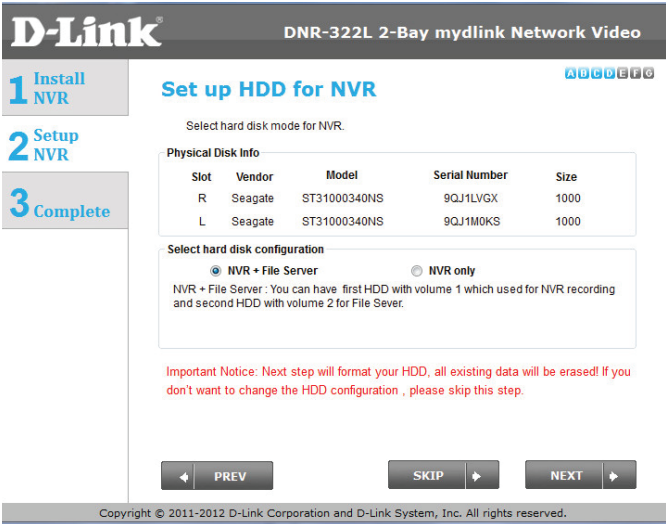 D-Link®
DNR-322L 2-Bay mydlink Network Video
1 Install
NVR
2 Setup
NVR
3 Complete
A B C D E F G
Set up HDD for NVR
Select hard disk mode for NVR.
Physical Disk Info
Slot Vendor Model Serial Number Size
R Seagate ST31000340NS 9QJ1LVGX 1000
L Seagate ST31000340NS 9QJ1M0KS 1000
Select hard disk configuration
NVR + File Server NVR only
NVR + File Server : You can have first HDD with volume 1 which used for NVR recording
and second HDD with volume 2 for File Sever.
Important Notice: Next step will format your HDD, all existing data will be erased! If you
don't want to change the HDD configuration , please skip this step.
PREV SKIP NEXT
Copyright © 2011-2012 D-Link Corporation and D-Link System, Inc. All rights reserved.